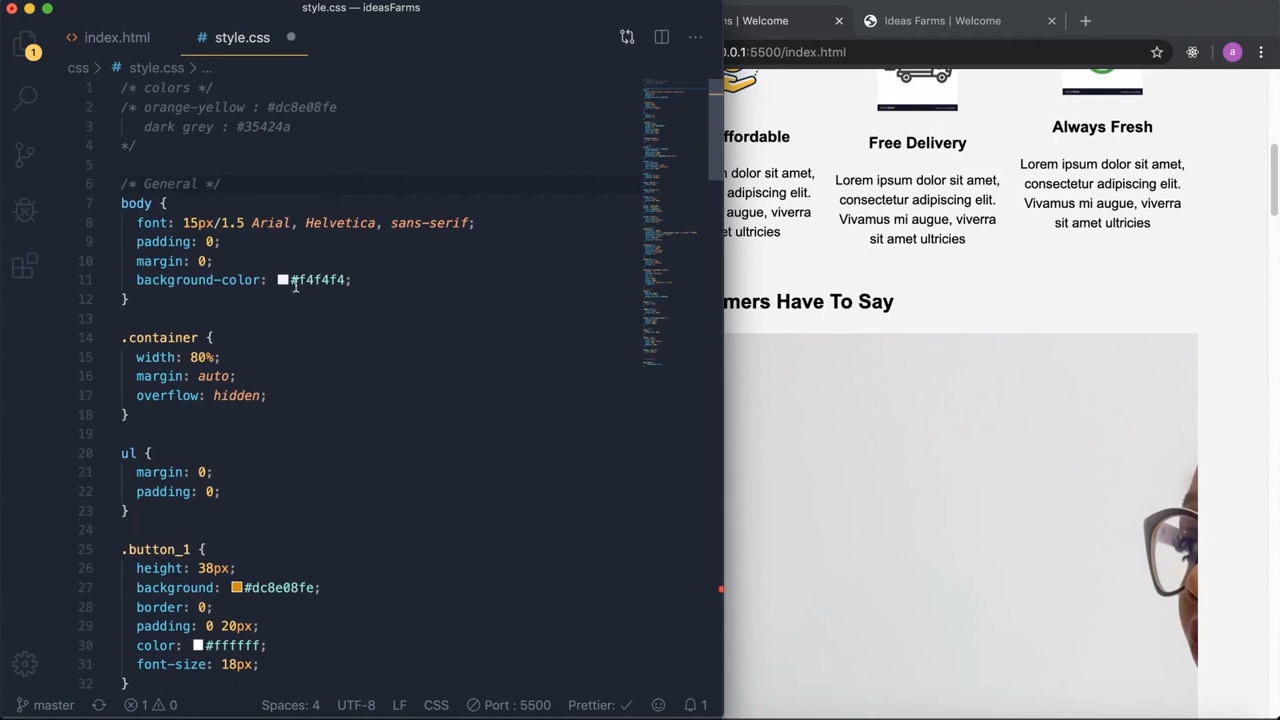 style.css — ideasFarms
index.html
style.css
css > style.css > ...
1 /* colors */
2 /* orange-yellow : #dc8e08fe
3 dark grey : #35424a
4 */
5
6 /* General */
7 body {
8 font: 15px/1.5 Arial, Helvetica, sans-serif;
9 padding: 0;
10 margin: 0;
11 background-color: #f4f4f4;
12 }
13
14 .container {
15 width: 80%;
16 margin: auto;
17 overflow: hidden;
18 }
19
20 ul {
21 margin: 0;
22 padding: 0;
23 }
24
25 .button_1 {
26 height: 38px;
27 background: #dc8e08fe;
28 border: 0;
29 padding: 0 20px;
30 color: #ffffff;
31 font-size: 18px;
32 }
1
master
1 0
Spaces: 4
UTF-8
LF
CSS
Port : 5500
Prettier: ✓
1
ms | Welcome
Ideas Farms | Welcome
.0.1:5500/index.html
a
ffordable
m ipsum dolor sit amet,
r adipiscing elit.
augue, viverra
sit amet ultricies
Free Delivery
Lorem ipsum dolor sit amet,
consectetur adipiscing elit.
Vivamus mi augue, viverra
sit amet ultricies
Always Fresh
Lorem ipsum dolor sit amet,
consectetur adipiscing elit.
Vivamus mi augue, viverra
sit amet ultricies
mers Have To Say